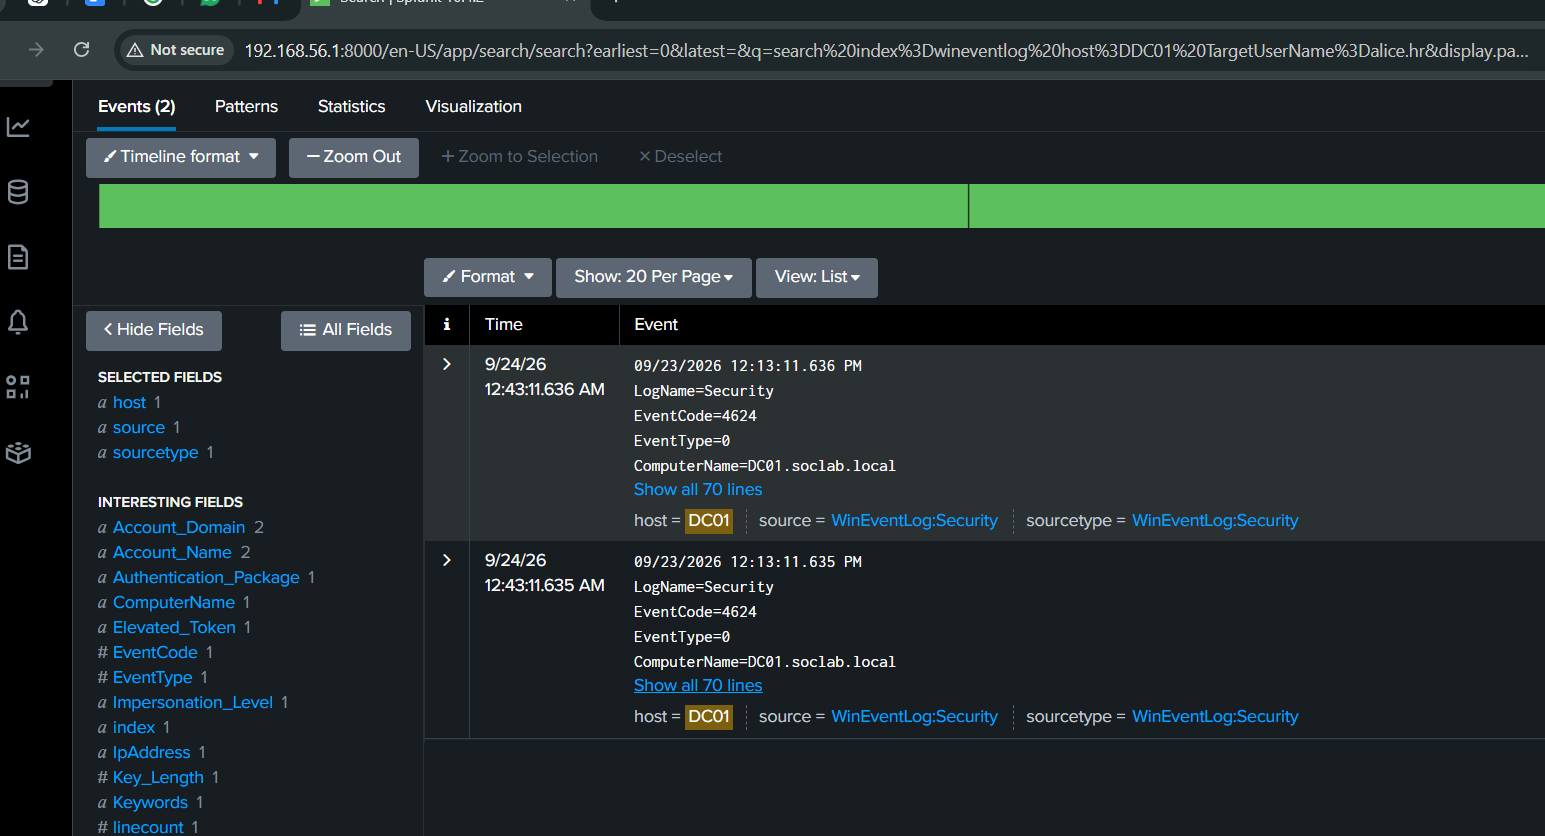 Not secure 192.168.56.1:8000/en-US/app/search/search?earliest=0&latest=&q=search%20index%3Dwineventlog%20host%3DDC01%20TargetUserName%3Dalice.hr&display.pa...
Events (2) Patterns Statistics Visualization
Timeline format Zoom Out + Zoom to Selection × Deselect
Format Show: 20 Per Page View: List
Hide Fields All Fields
i Time Event
SELECTED FIELDS
a host 1
a source 1
a sourcetype 1
INTERESTING FIELDS
a Account_Domain 2
a Account_Name 2
a Authentication_Package 1
a ComputerName 1
a Elevated_Token 1
# EventCode 1
# EventType 1
a Impersonation_Level 1
a index 1
a IpAddress 1
# Key_Length 1
a Keywords 1
# linecount 1
9/24/26
12:43:11.636 AM
09/23/2026 12:13:11.636 PM
LogName=Security
EventCode=4624
EventType=0
ComputerName=DC01.soclab.local
Show all 70 lines
host = DC01 source = WinEventLog:Security sourcetype = WinEventLog:Security
9/24/26
12:43:11.635 AM
09/23/2026 12:13:11.635 PM
LogName=Security
EventCode=4624
EventType=0
ComputerName=DC01.soclab.local
Show all 70 lines
host = DC01 source = WinEventLog:Security sourcetype = WinEventLog:Security